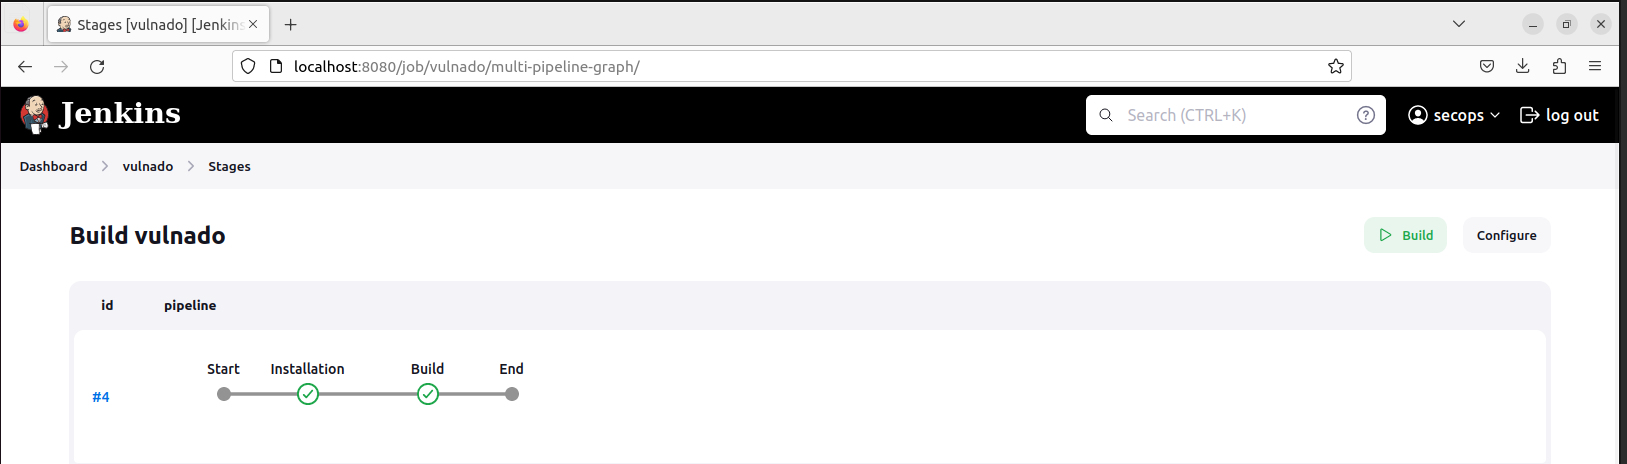 Stages [vulnado] [Jenkins
localhost:8080/job/vulnado/multi-pipeline-graph/
Jenkins
Search (CTRL+K)
secops
log out
Dashboard
vulnado
Stages
Build vulnado
Build
Configure
id
pipeline
Start
Installation
Build
End
#4